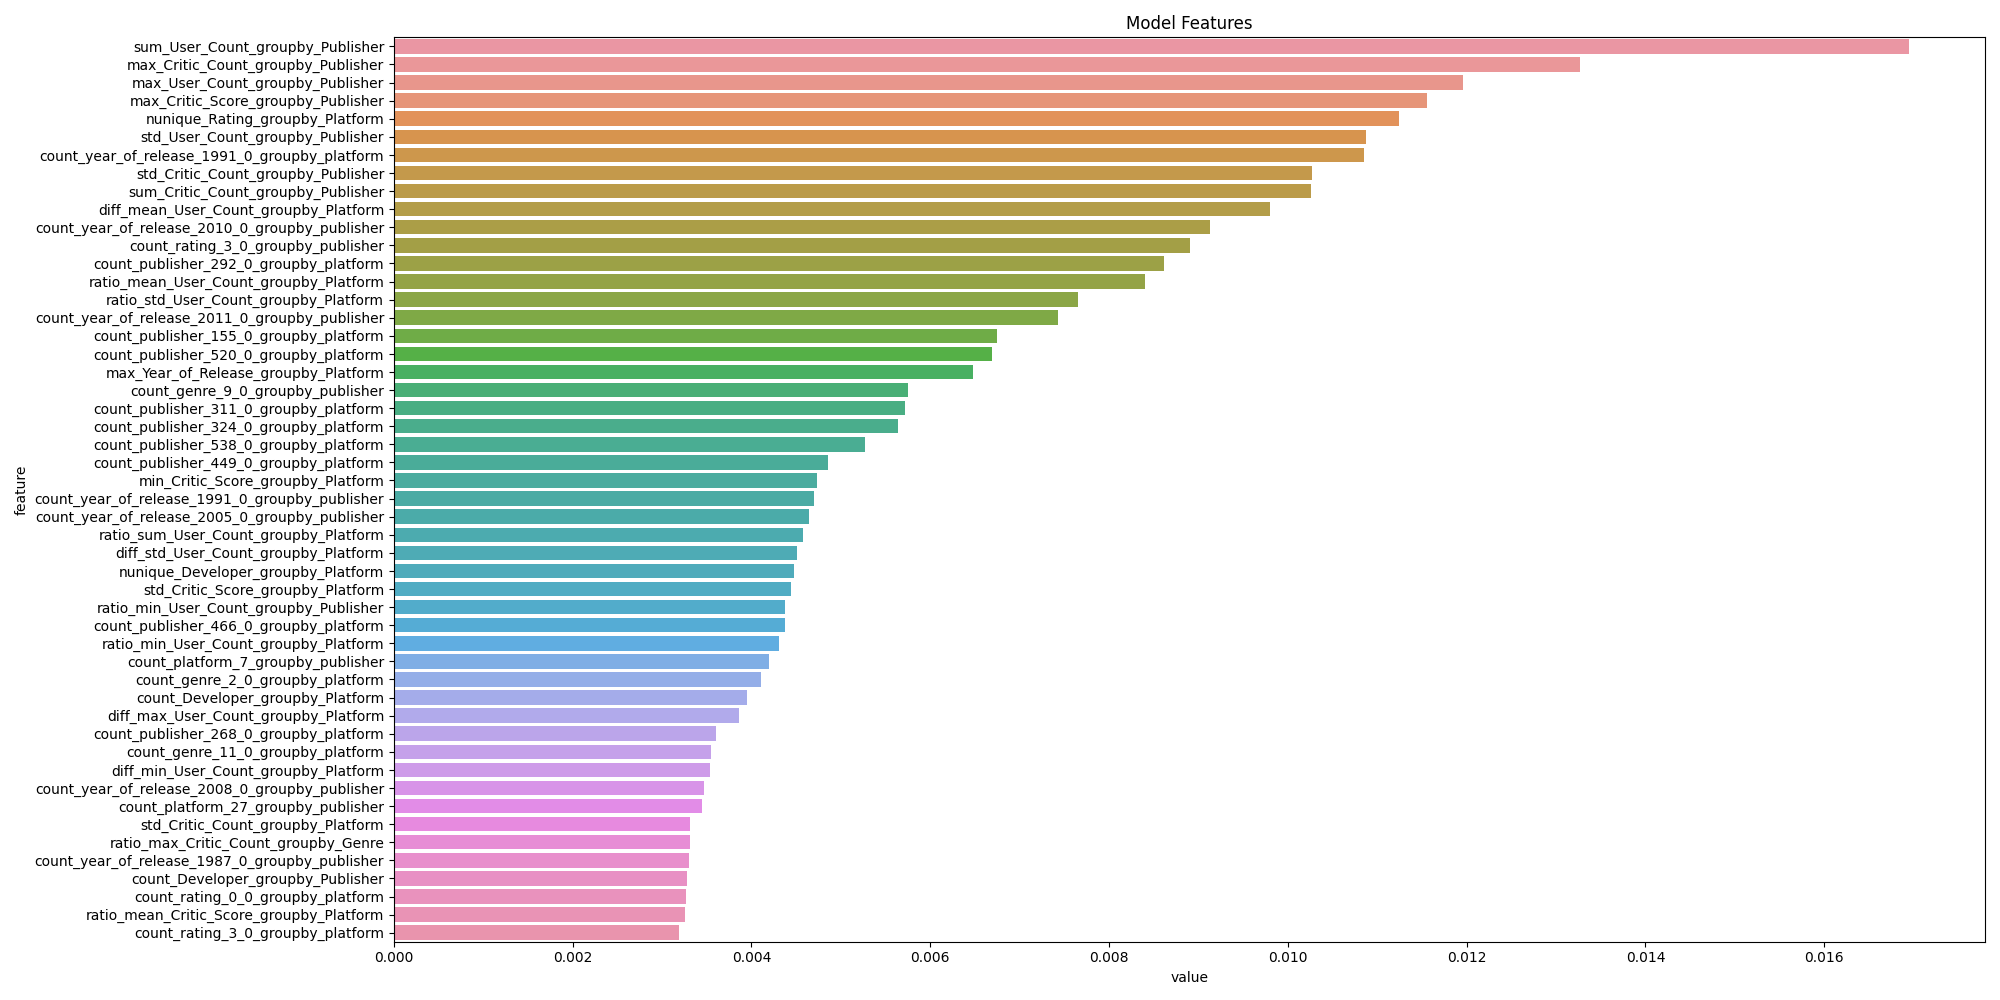 Model Features
sum_User_Count_groupby_Publisher
max_Critic_Count_groupby_Publisher
max_User_Count_groupby_Publisher
max_Critic_Score_groupby_Publisher
nunique_Rating_groupby_Platform
std_User_Count_groupby_Publisher
count_year_of_release_1991_0_groupby_platform
std_Critic_Count_groupby_Publisher
sum_Critic_Count_groupby_Publisher
diff_mean_User_Count_groupby_Platform
count_year_of_release_2010_0_groupby_publisher
count_rating_3_0_groupby_publisher
count_publisher_292_0_groupby_platform
ratio_mean_User_Count_groupby_Platform
ratio_std_User_Count_groupby_Platform
count_year_of_release_2011_0_groupby_publisher
count_publisher_155_0_groupby_platform
count_publisher_520_0_groupby_platform
max_Year_of_Release_groupby_Platform
count_genre_9_0_groupby_publisher
count_publisher_311_0_groupby_platform
count_publisher_324_0_groupby_platform
count_publisher_538_0_groupby_platform
count_publisher_449_0_groupby_platform
min_Critic_Score_groupby_Platform
count_year_of_release_1991_0_groupby_publisher
count_year_of_release_2005_0_groupby_publisher
ratio_sum_User_Count_groupby_Platform
diff_std_User_Count_groupby_Platform
nunique_Developer_groupby_Platform
std_Critic_Score_groupby_Platform
ratio_min_User_Count_groupby_Publisher
count_publisher_466_0_groupby_platform
ratio_min_User_Count_groupby_Platform
count_platform_7_groupby_publisher
count_genre_2_0_groupby_platform
count_Developer_groupby_Platform
diff_max_User_Count_groupby_Platform
count_publisher_268_0_groupby_platform
count_genre_11_0_groupby_platform
diff_min_User_Count_groupby_Platform
count_year_of_release_2008_0_groupby_publisher
count_platform_27_groupby_publisher
std_Critic_Count_groupby_Platform
ratio_max_Critic_Count_groupby_Genre
count_year_of_release_1987_0_groupby_publisher
count_Developer_groupby_Publisher
count_rating_0_0_groupby_platform
ratio_mean_Critic_Score_groupby_Platform
count_rating_3_0_groupby_platform
feature
0.000 0.002 0.004 0.006 0.008 0.010 0.012 0.014 0.016
value